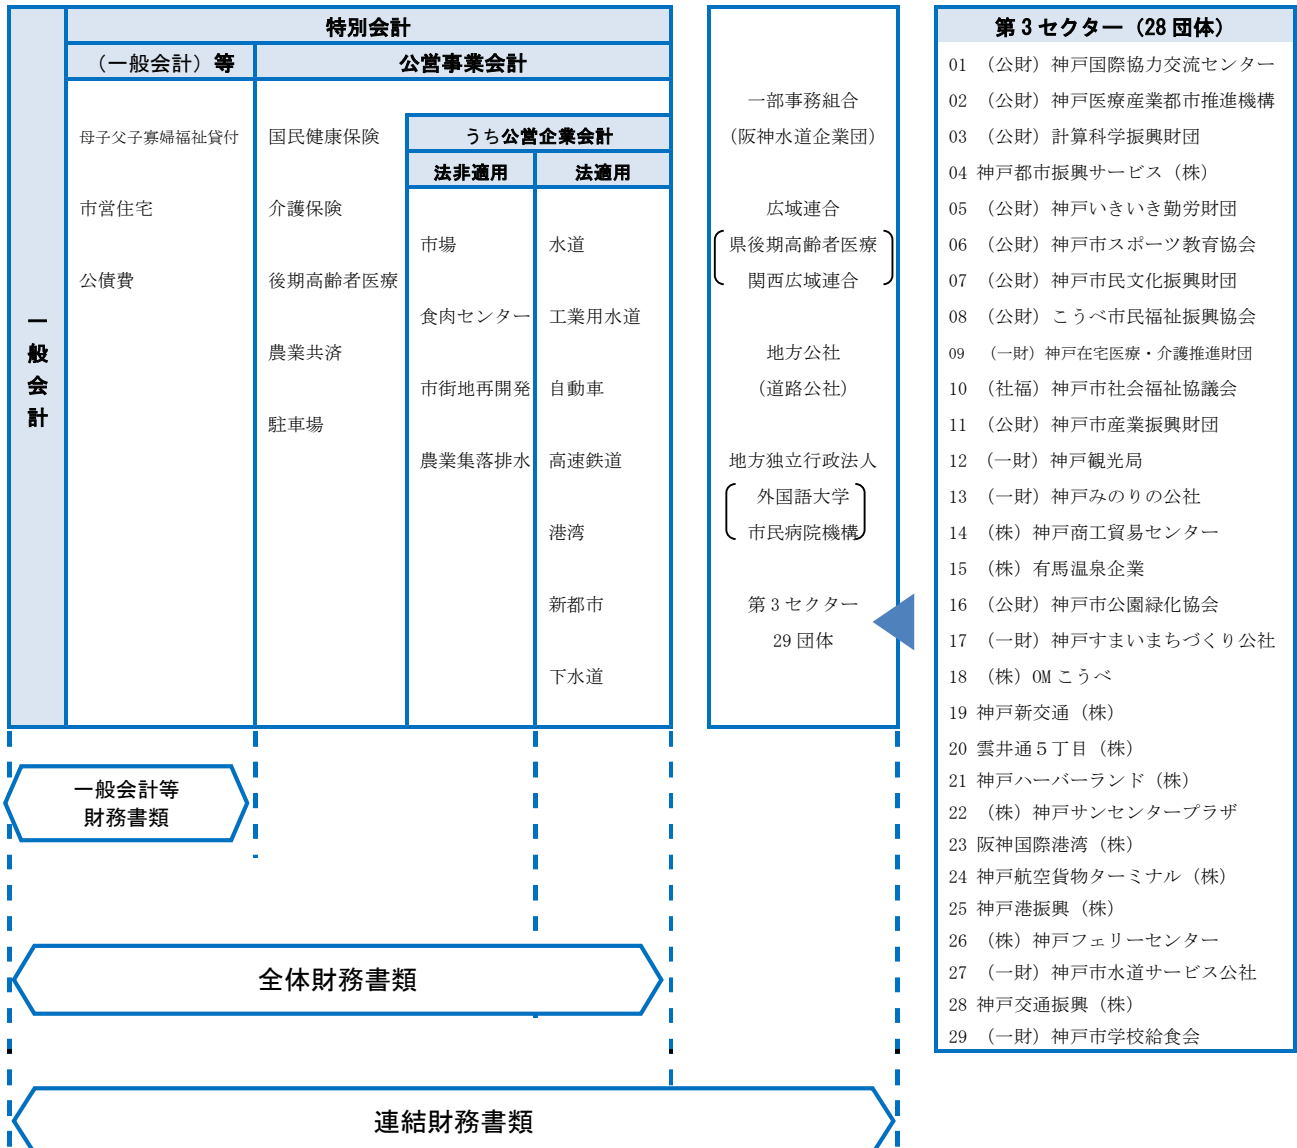 一般会計
特別会計
（一般会計）等
公営事業会計
母子父子寡婦福祉貸付
市営住宅
公債費
国民健康保険
介護保険
後期高齢者医療
農業共済
駐車場
うち公営企業会計
法非適用
法適用
市場
食肉センター
市街地再開発
農業集落排水
水道
工業用水道
自動車
高速鉄道
港湾
新都市
下水道
一部事務組合
（阪神水道企業団）
広域連合
県後期高齢者医療
関西広域連合
地方公社
（道路公社）
地方独立行政法人
外国語大学
市民病院機構
第３セクター
29 団体
第３セクター（28 団体）
01 （公財）神戸国際協力交流センター
02 （公財）神戸医療産業都市推進機構
03 （公財）計算科学振興財団
04 神戸都市振興サービス（株）
05 （公財）神戸いきいき勤労財団
06 （公財）神戸市スポーツ教育協会
07 （公財）神戸市民文化振興財団
08 （公財）こうべ市民福祉振興協会
09 （一財）神戸在宅医療・介護推進財団
10 （社福）神戸市社会福祉協議会
11 （公財）神戸市産業振興財団
12 （一財）神戸観光局
13 （一財）神戸みのりの公社
14 （株）神戸商工貿易センター
15 （株）有馬温泉企業
16 （公財）神戸市公園緑化協会
17 （一財）神戸すまいまちづくり公社
18 （株）OM こうべ
19 神戸新交通（株）
20 雲井通５丁目（株）
21 神戸ハーバーランド（株）
22 （株）神戸サンセンタープラザ
23 阪神国際港湾（株）
24 神戸航空貨物ターミナル（株）
25 神戸港振興（株）
26 （株）神戸フェリーセンター
27 （一財）神戸市水道サービス公社
28 神戸交通振興（株）
29 （一財）神戸市学校給食会
一般会計等
財務書類
全体財務書類
連結財務書類